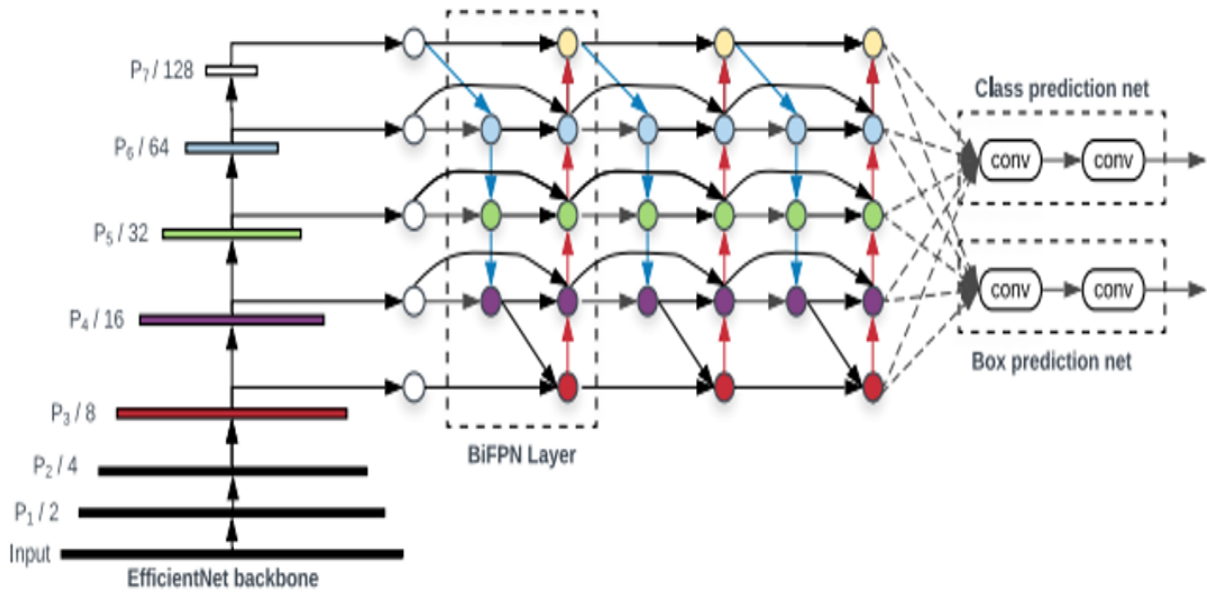 P₇ / 128
P₆ / 64
P₅ / 32
P₄ / 16
P₃ / 8
P₂ / 4
P₁ / 2
Input
EfficientNet backbone
BiFPN Layer
Class prediction net
conv conv
conv conv
Box prediction net